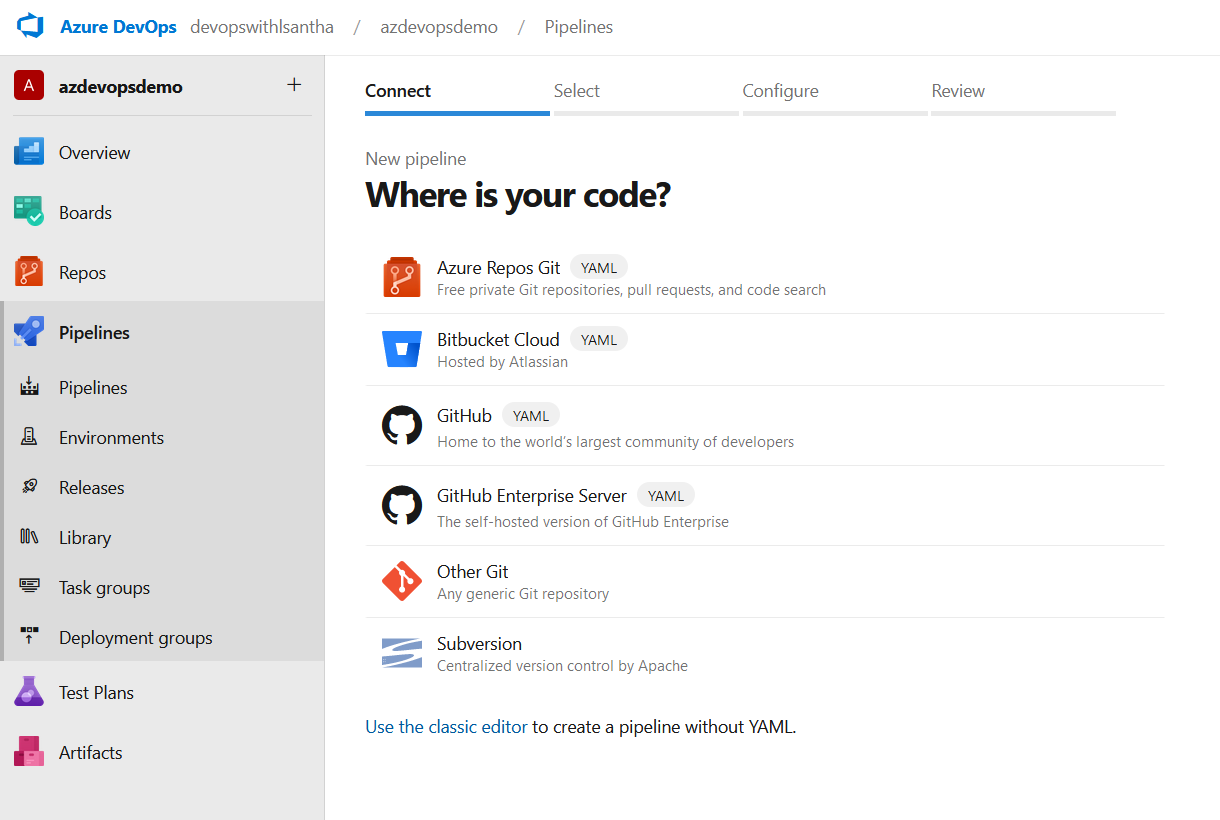 Azure DevOps devopswithlsantha / azdevopsdemo / Pipelines
A azdevopsdemo +
Overview
Boards
Repos
Pipelines
Pipelines
Environments
Releases
Library
Task groups
Deployment groups
Test Plans
Artifacts
Connect Select Configure Review
New pipeline
Where is your code?
Azure Repos Git YAML
Free private Git repositories, pull requests, and code search
Bitbucket Cloud YAML
Hosted by Atlassian
GitHub YAML
Home to the world's largest community of developers
GitHub Enterprise Server YAML
The self-hosted version of GitHub Enterprise
Other Git
Any generic Git repository
Subversion
Centralized version control by Apache
Use the classic editor to create a pipeline without YAML.